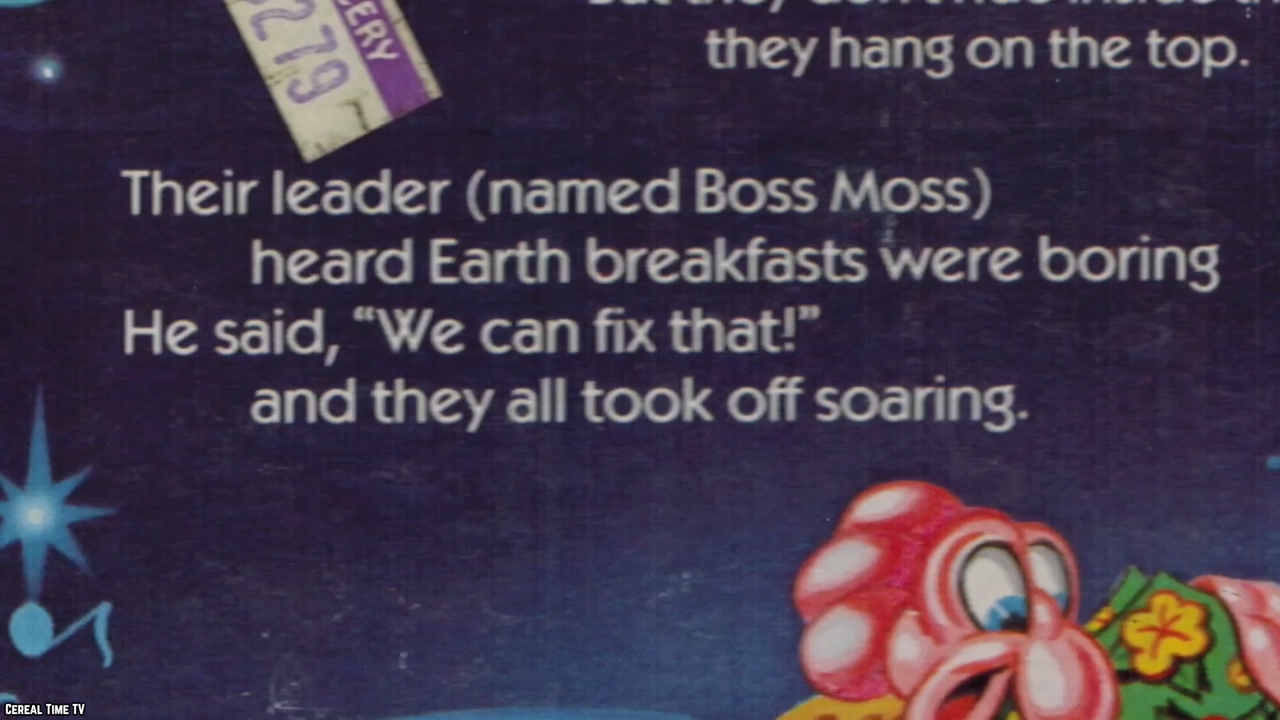 they hang on the top.
2279
Their leader (named Boss Moss)
heard Earth breakfasts were boring
He said, “We can fix that!”
and they all took off soaring.
CEREAL TIME TV